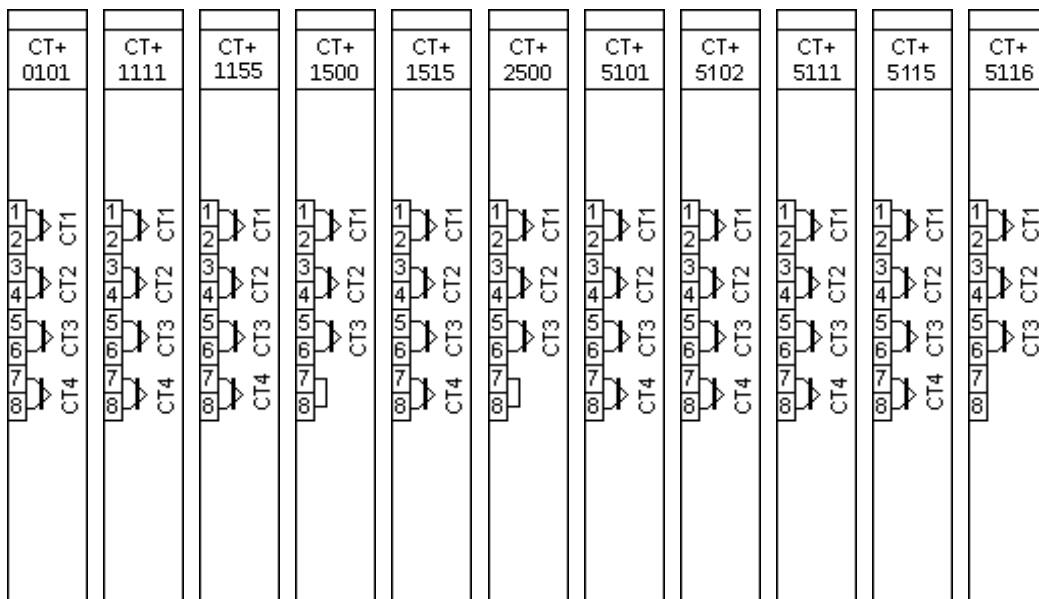 CT+ CT+ CT+ CT+ CT+ CT+ CT+ CT+ CT+ CT+ CT+
0101 1111 1155 1500 1515 2500 5101 5102 5111 5115 5116
1 CT1 1 CT1 1 CT1 1 CT1 1 CT1 1 CT1 1 CT1 1 CT1 1 CT1 1 CT1 1 CT1
2 2 2 2 2 2 2 2 2 2 2
3 CT2 3 CT2 3 CT2 3 CT2 3 CT2 3 CT2 3 CT2 3 CT2 3 CT2 3 CT2 3 CT2
4 4 4 4 4 4 4 4 4 4 4
5 CT3 5 CT3 5 CT3 5 CT3 5 CT3 5 CT3 5 CT3 5 CT3 5 CT3 5 CT3 5 CT3
6 6 6 6 6 6 6 6 6 6 6
7 CT4 7 CT4 7 CT4 7 7 CT4 7 7 CT4 7 CT4 7 CT4 7 CT4 7
8 8 8 8 8 8 8 8 8 8 8